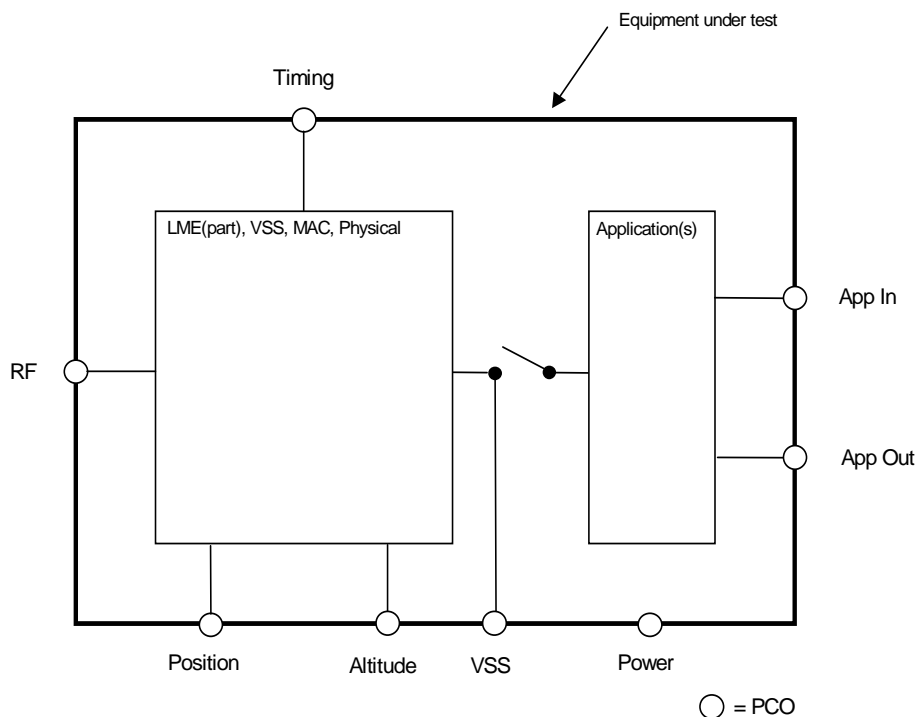 Equipment under test
Timing
LME(part), VSS, MAC, Physical
Application(s)
App In
RF
App Out
Position
Altitude
VSS
Power
= PCO